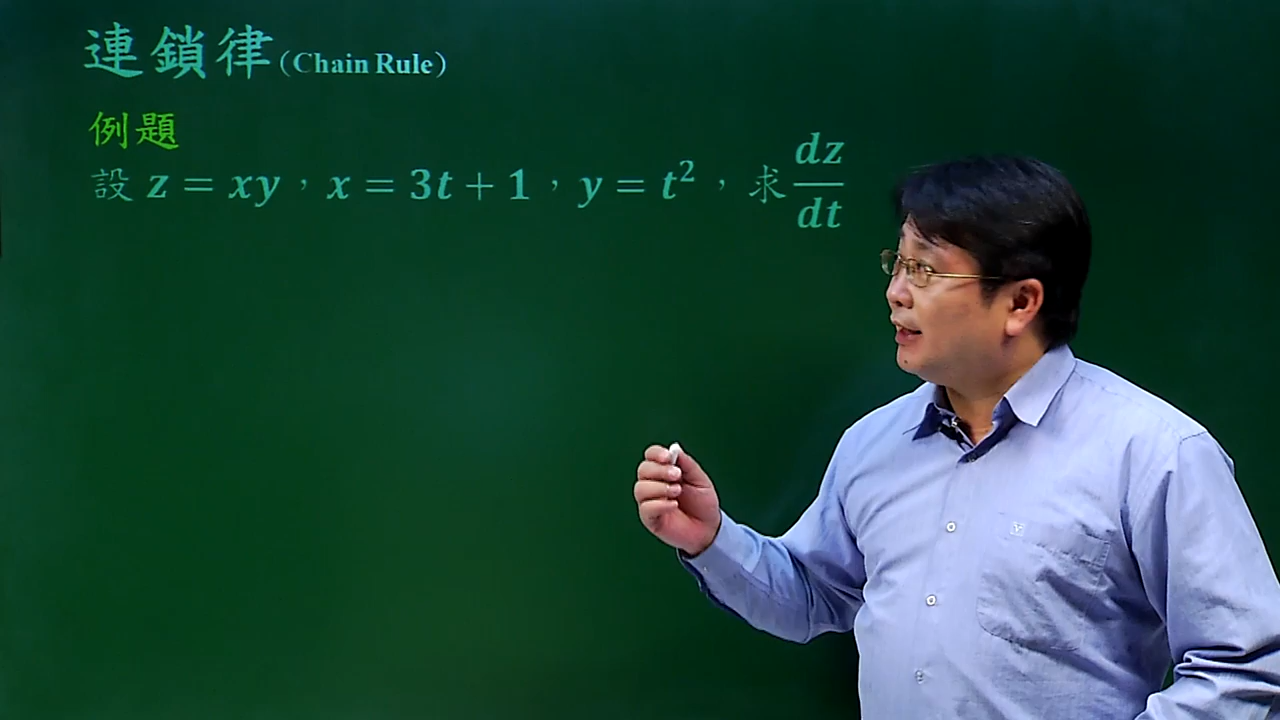 連鎖律(Chain Rule)
例題
設 z = xy，x = 3t + 1，y = t²，求 dz/dt